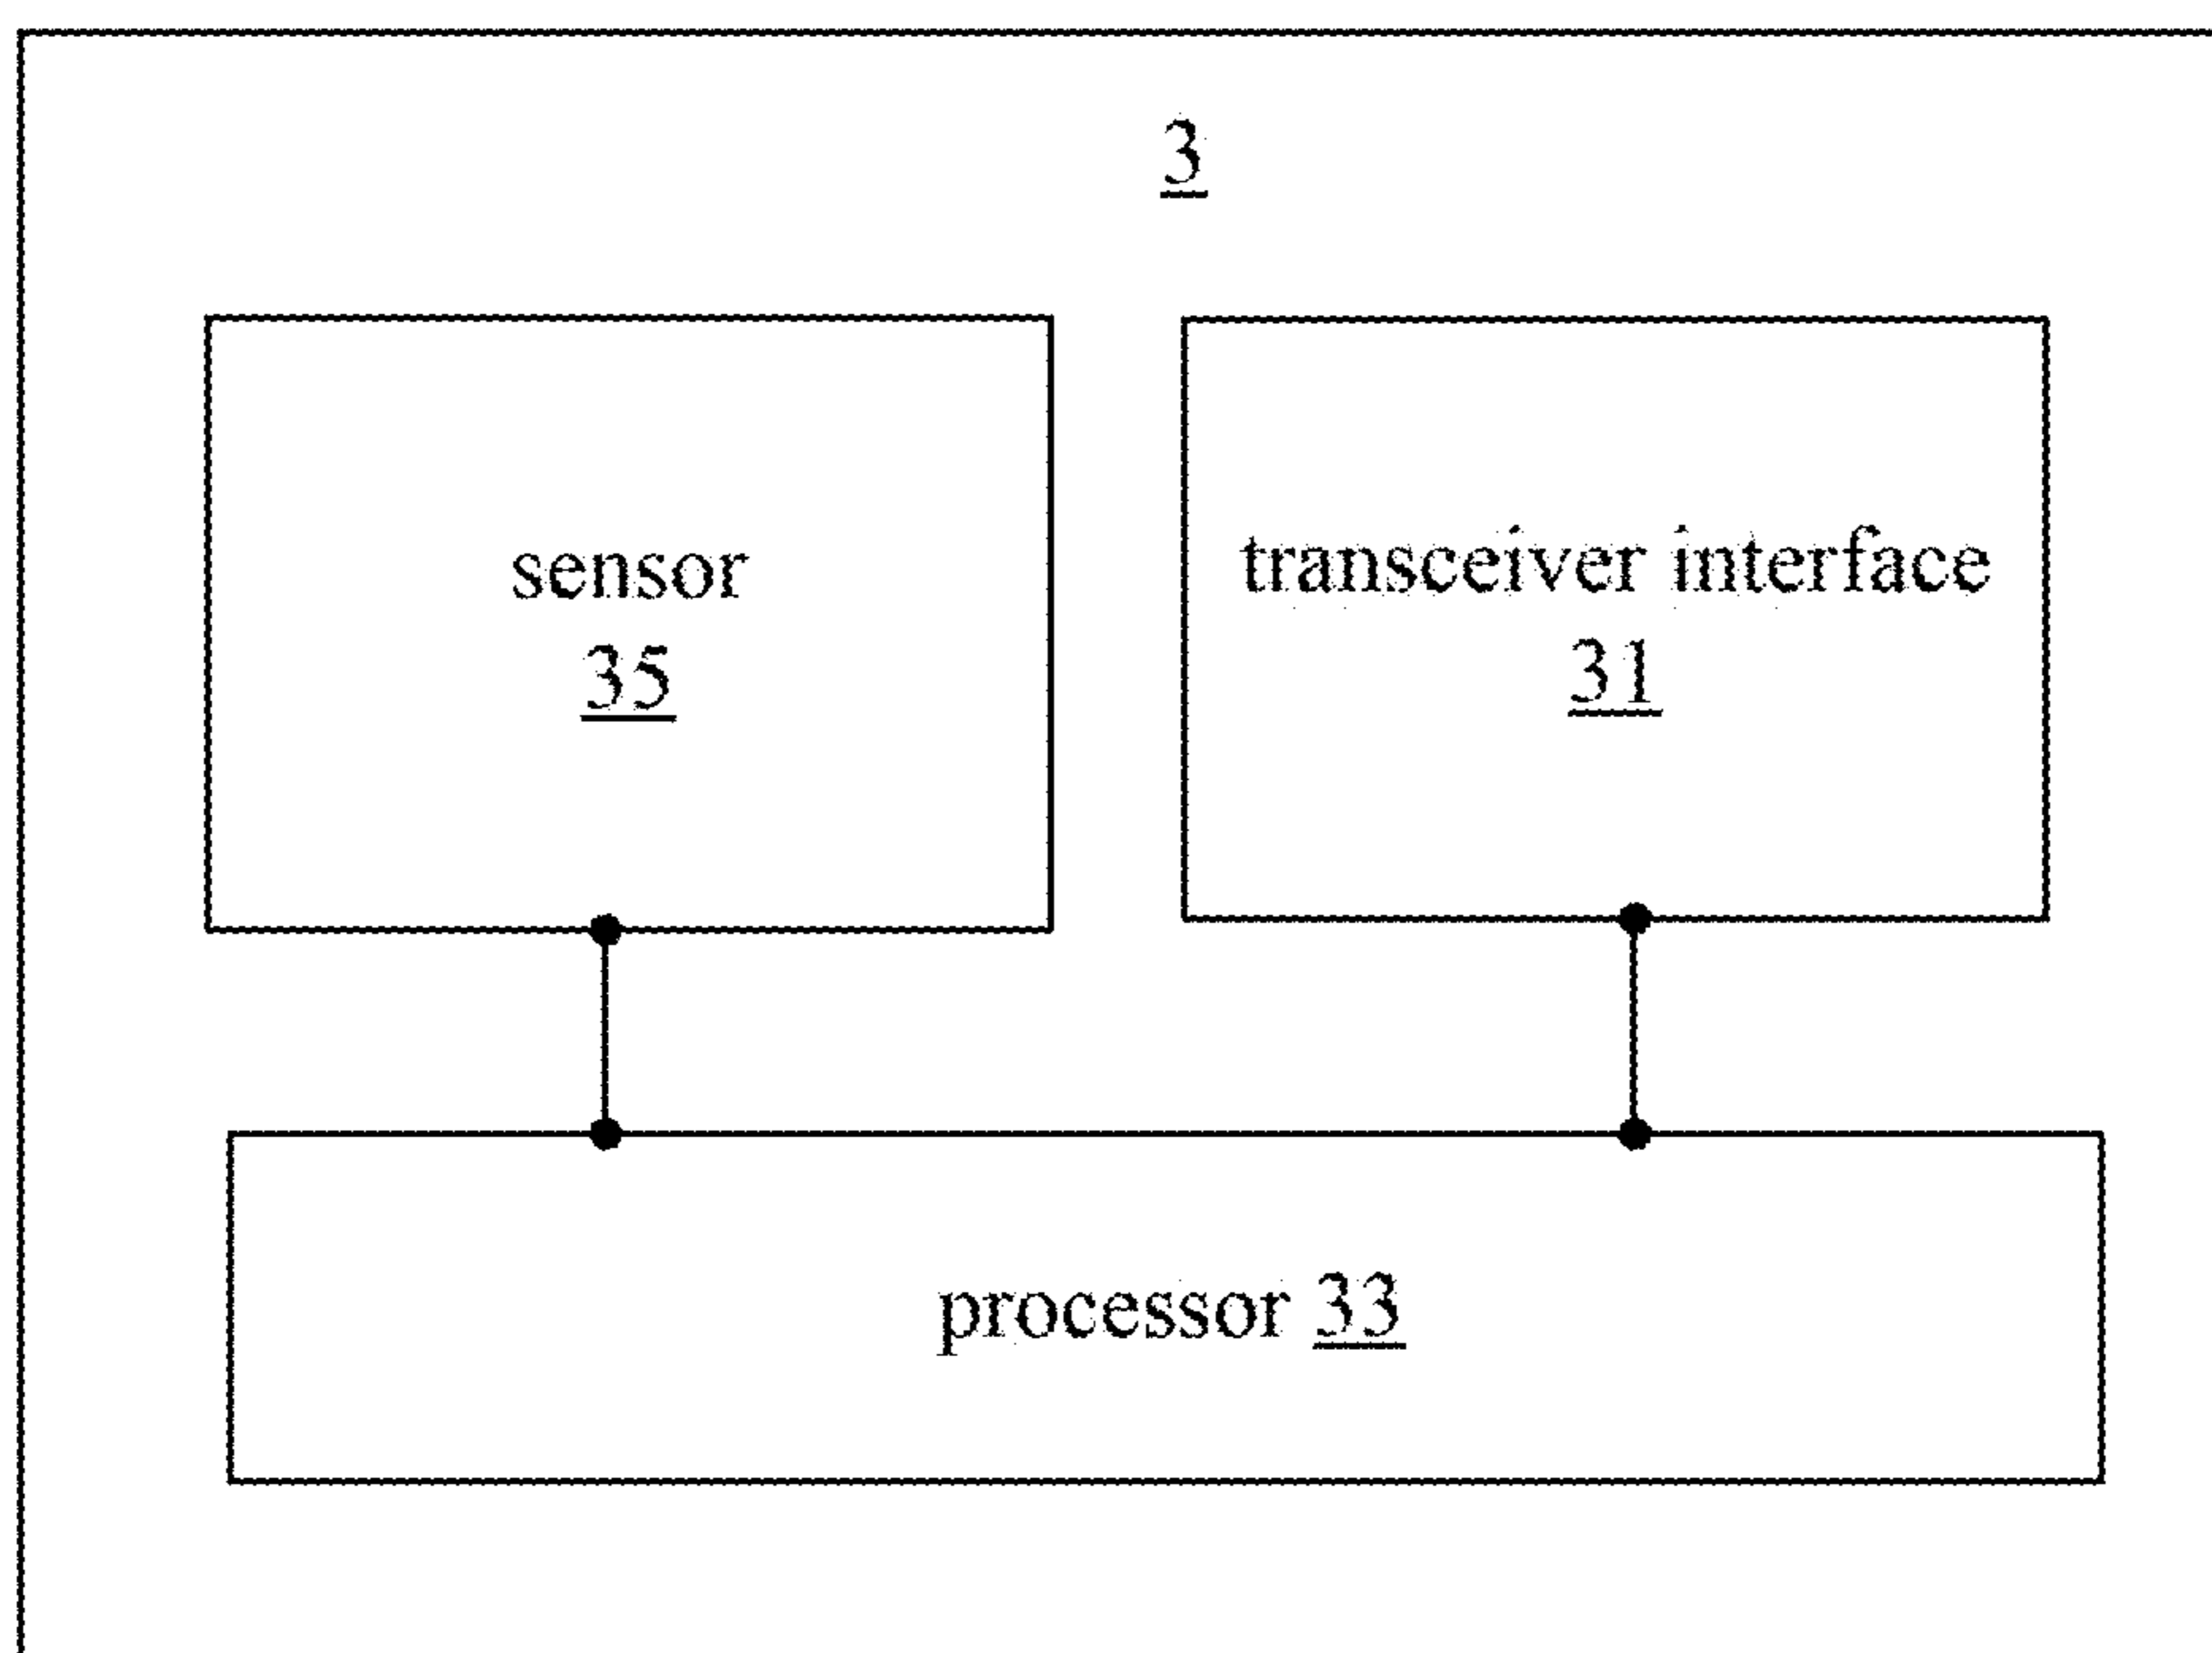 3
sensor
35
transceiver interface
31
processor 33